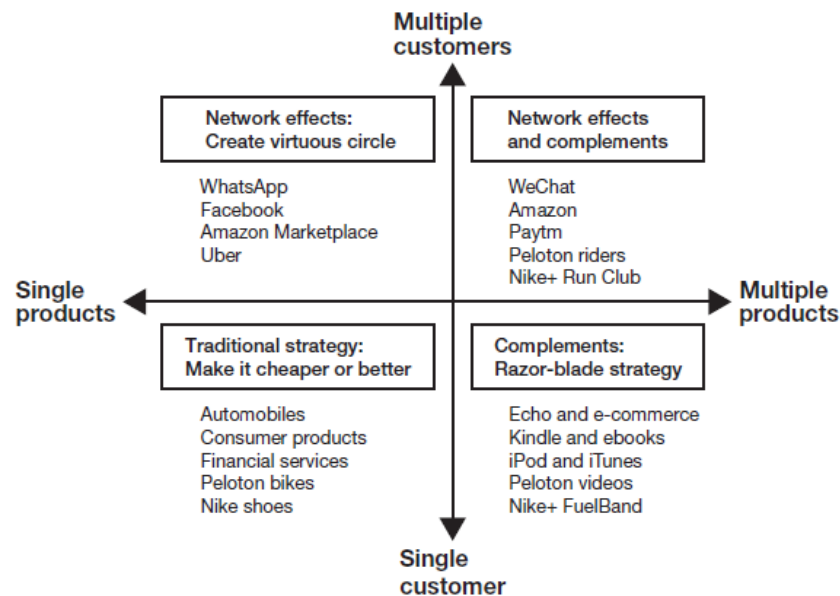 Multiple
customers
Network effects:
Create virtuous circle
Network effects
and complements
WhatsApp
Facebook
Amazon Marketplace
Uber
WeChat
Amazon
Paytm
Peloton riders
Nike+ Run Club
Single
products
Multiple
products
Traditional strategy:
Make it cheaper or better
Complements:
Razor-blade strategy
Automobiles
Consumer products
Financial services
Peloton bikes
Nike shoes
Echo and e-commerce
Kindle and ebooks
iPod and iTunes
Peloton videos
Nike+ FuelBand
Single
customer